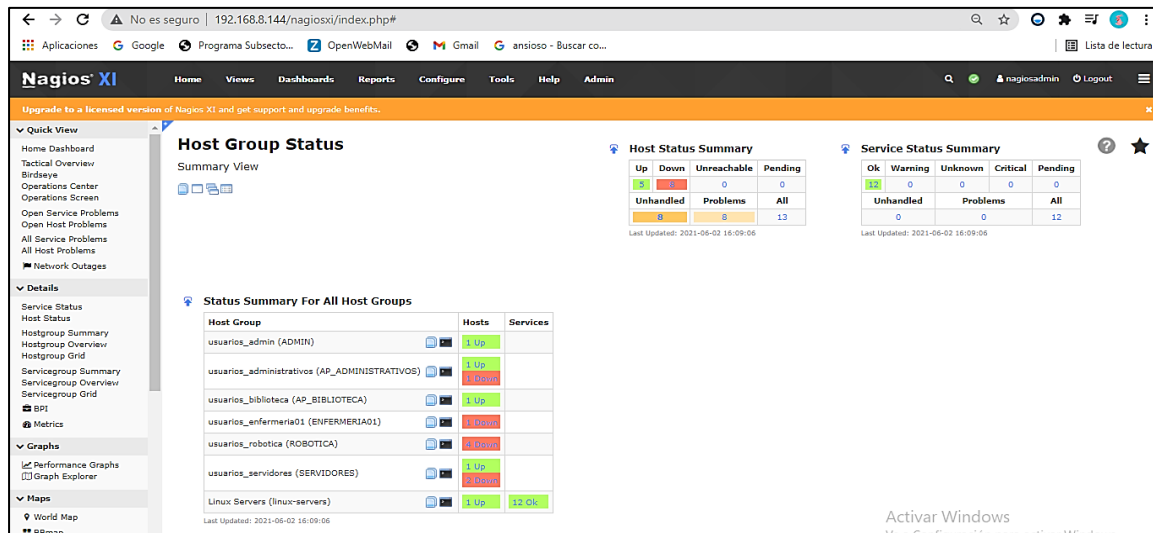 No es seguro | 192.168.8.144/nagiosxi/index.php#
Aplicaciones Google Programa Subsecto... OpenWebMail Gmail ansioso - Buscar co... Lista de lectura
Nagios XI Home Views Dashboards Reports Configure Tools Help Admin nagiosadmin Logout
Upgrade to a licensed version of Nagios XI and get support and upgrade benefits.
Quick View
Home Dashboard
Tactical Overview
Birdseye
Operations Center
Operations Screen
Open Service Problems
Open Host Problems
All Service Problems
All Host Problems
Network Outages
Details
Service Status
Host Status
Hostgroup Summary
Hostgroup Overview
Hostgroup Grid
Servicegroup Summary
Servicegroup Overview
Servicegroup Grid
BPI
Metrics
Graphs
Performance Graphs
Graph Explorer
Maps
World Map
BBmap
Host Group Status
Summary View
Host Status Summary
Up Down Unreachable Pending
5 8 0 0
Unhandled Problems All
8 8 13
Last Updated: 2021-06-02 16:09:06
Service Status Summary
Ok Warning Unknown Critical Pending
12 0 0 0 0
Unhandled Problems All
0 0 12
Last Updated: 2021-06-02 16:09:06
Status Summary For All Host Groups
Host Group Hosts Services
usuarios_admin (ADMIN) 1 Up
usuarios_administrativos (AP_ADMINISTRATIVOS) 1 Up
1 Down
usuarios_biblioteca (AP_BIBLIOTECA) 1 Up
usuarios_enfermeria01 (ENFERMERIA01) 1 Down
usuarios_robotica (ROBOTICA) 4 Down
usuarios_servidores (SERVIDORES) 1 Up
2 Down
Linux Servers (linux-servers) 1 Up 12 Ok
Last Updated: 2021-06-02 16:09:06
Activar Windows